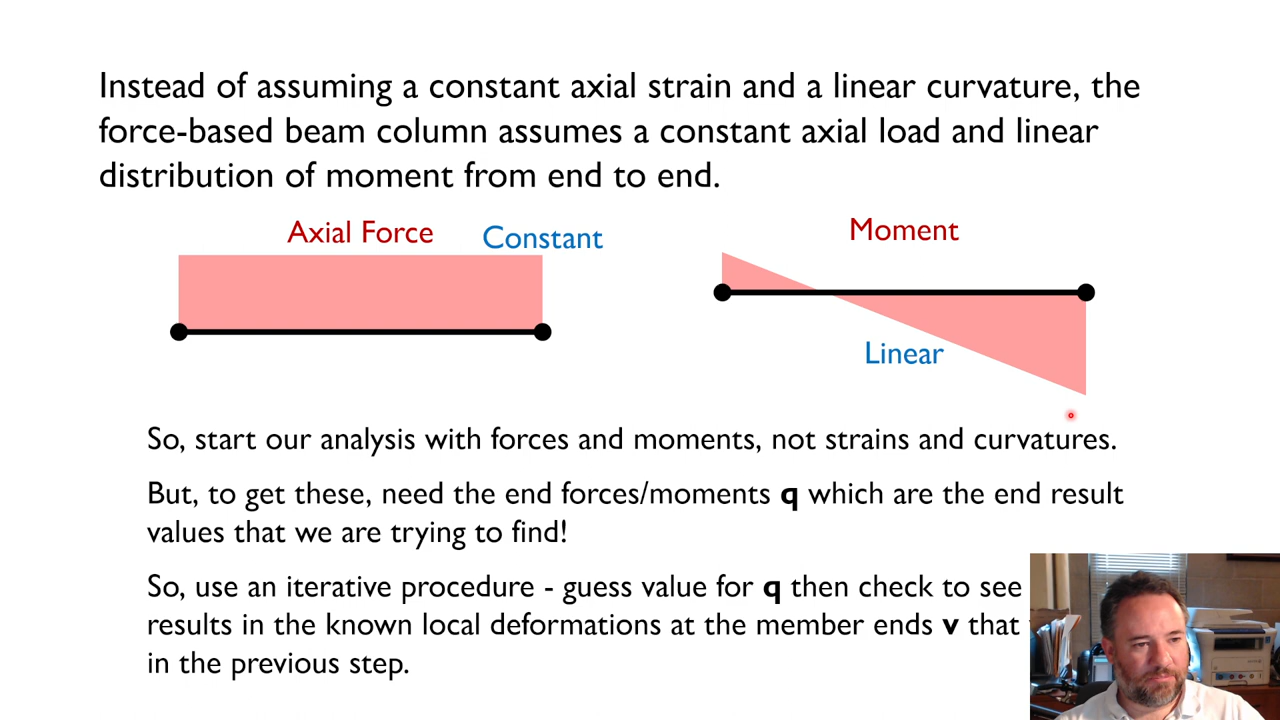 Instead of assuming a constant axial strain and a linear curvature, the
force-based beam column assumes a constant axial load and linear
distribution of moment from end to end.
Axial Force
Constant
Moment
Linear
So, start our analysis with forces and moments, not strains and curvatures.
But, to get these, need the end forces/moments q which are the end result
values that we are trying to find!
So, use an iterative procedure - guess value for q then check to see
results in the known local deformations at the member ends v that
in the previous step.